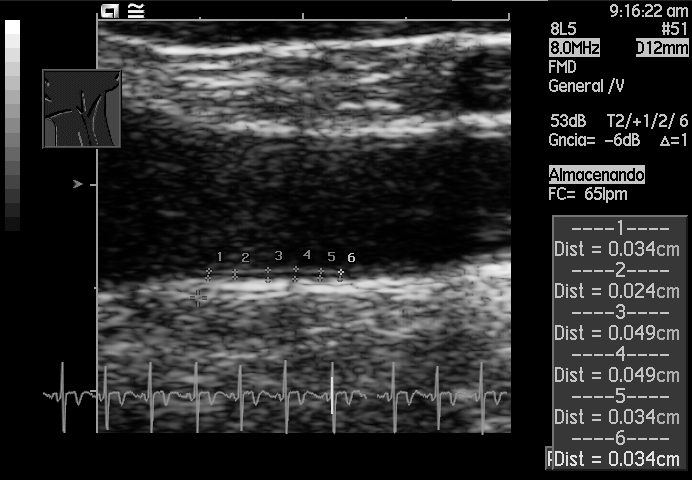 9:16:22 am
8L5 #51
8.0MHz D12mm
FMD
General /V
53dB T2/+1/2/ 6
Gncia= -6dB Δ=1
Almacenando
FC= 65lpm
1 2 3 4 5 6
----1----
Dist = 0.034cm
----2----
Dist = 0.024cm
----3----
Dist = 0.049cm
----4----
Dist = 0.049cm
----5----
Dist = 0.034cm
----6----
Dist = 0.034cm